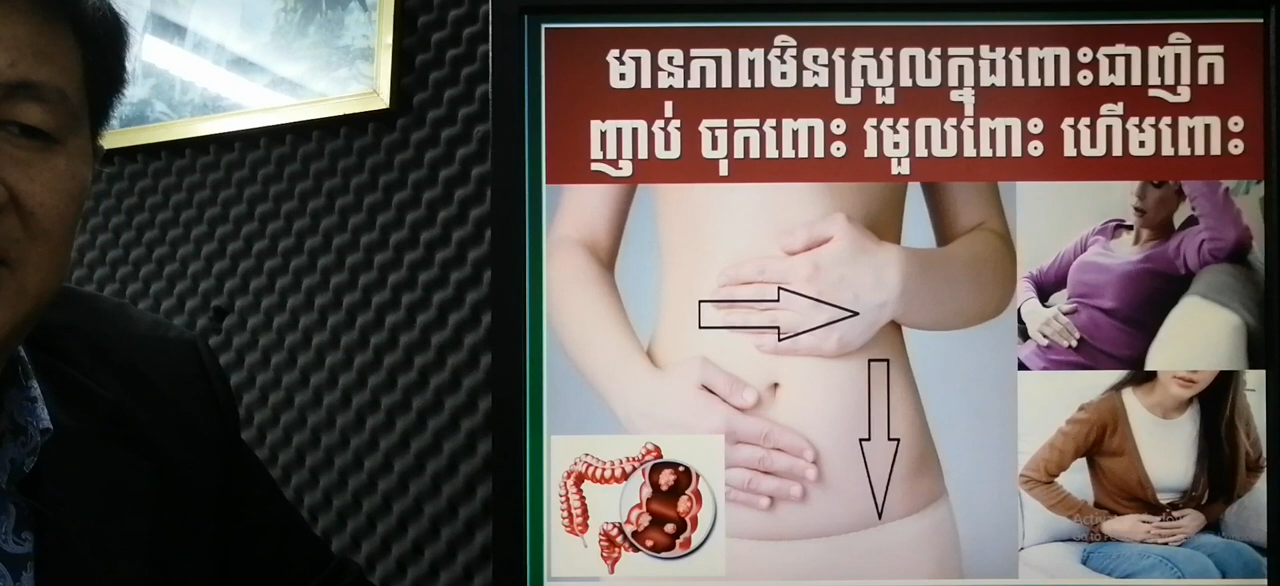 មានភាពមិនស្រួលក្នុងពោះជាញឹក
ញាប់ ចុកពោះ រមួលពោះ ហើមពោះ